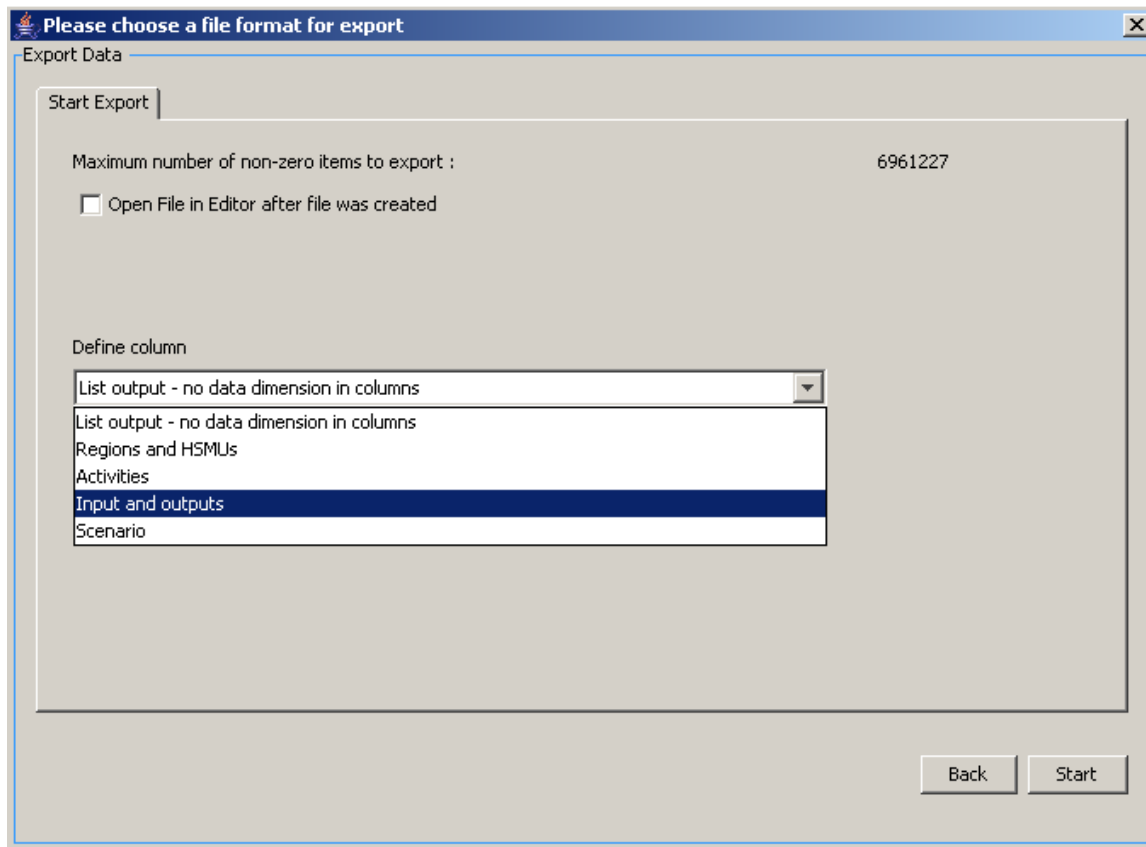 Please choose a file format for export
Export Data
Start Export
Maximum number of non-zero items to export : 6961227
Open File in Editor after file was created
Define column
List output - no data dimension in columns
List output - no data dimension in columns
Regions and HSMUs
Activities
Input and outputs
Scenario
Back Start